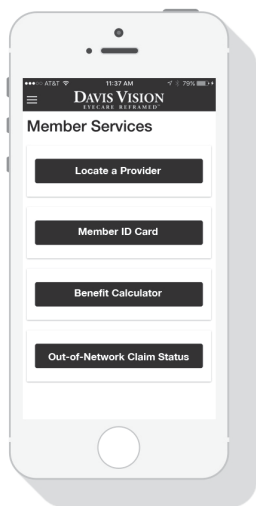 AT&T 11:37 AM 79%
DAVIS VISION
EYECARE REFRAMED
Member Services
Locate a Provider
Member ID Card
Benefit Calculator
Out-of-Network Claim Status